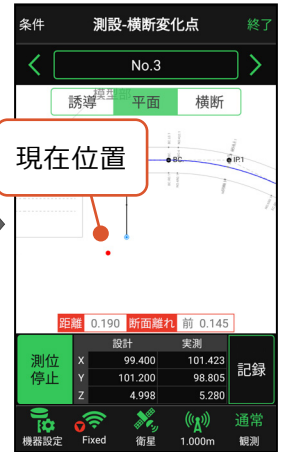 条件 測設-横断変化点 終了
No.3
誘導 平面 横断
模型部
現在位置
BC
IP.1
距離 0.190 断面離れ 前 0.145
設計 実測
測位停止
X 99.400 101.423
Y 101.200 98.805
Z 4.998 5.280
記録
機器設定 Fixed 衛星 1.000m 通常観測